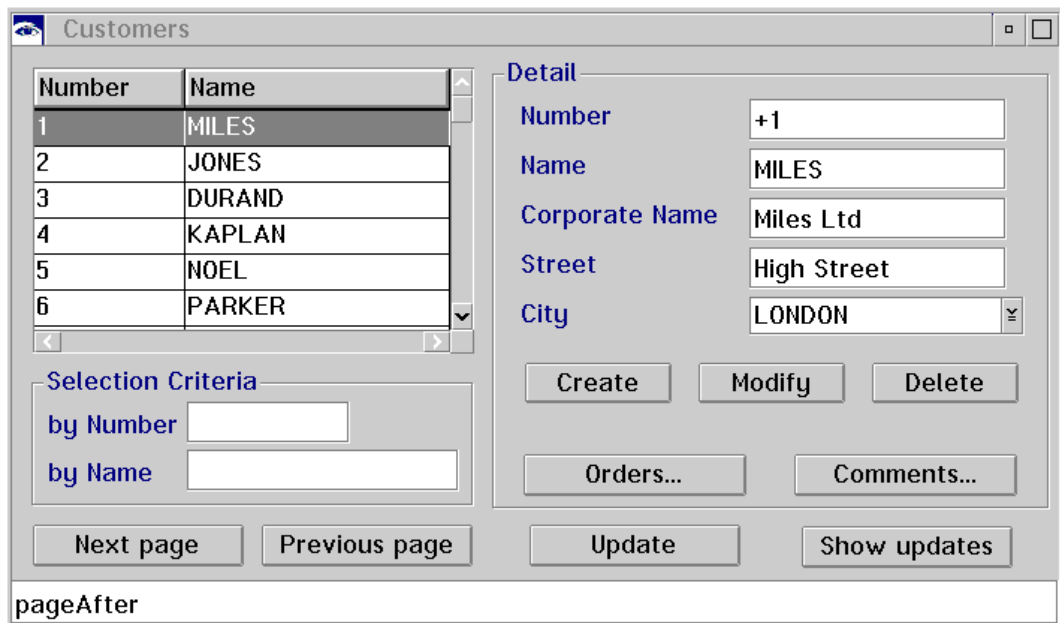 Customers
Number Name
1 MILES
2 JONES
3 DURAND
4 KAPLAN
5 NOEL
6 PARKER
Selection Criteria
by Number
by Name
Detail
Number +1
Name MILES
Corporate Name Miles Ltd
Street High Street
City LONDON
Create Modify Delete
Orders... Comments...
Next page Previous page Update Show updates
pageAfter